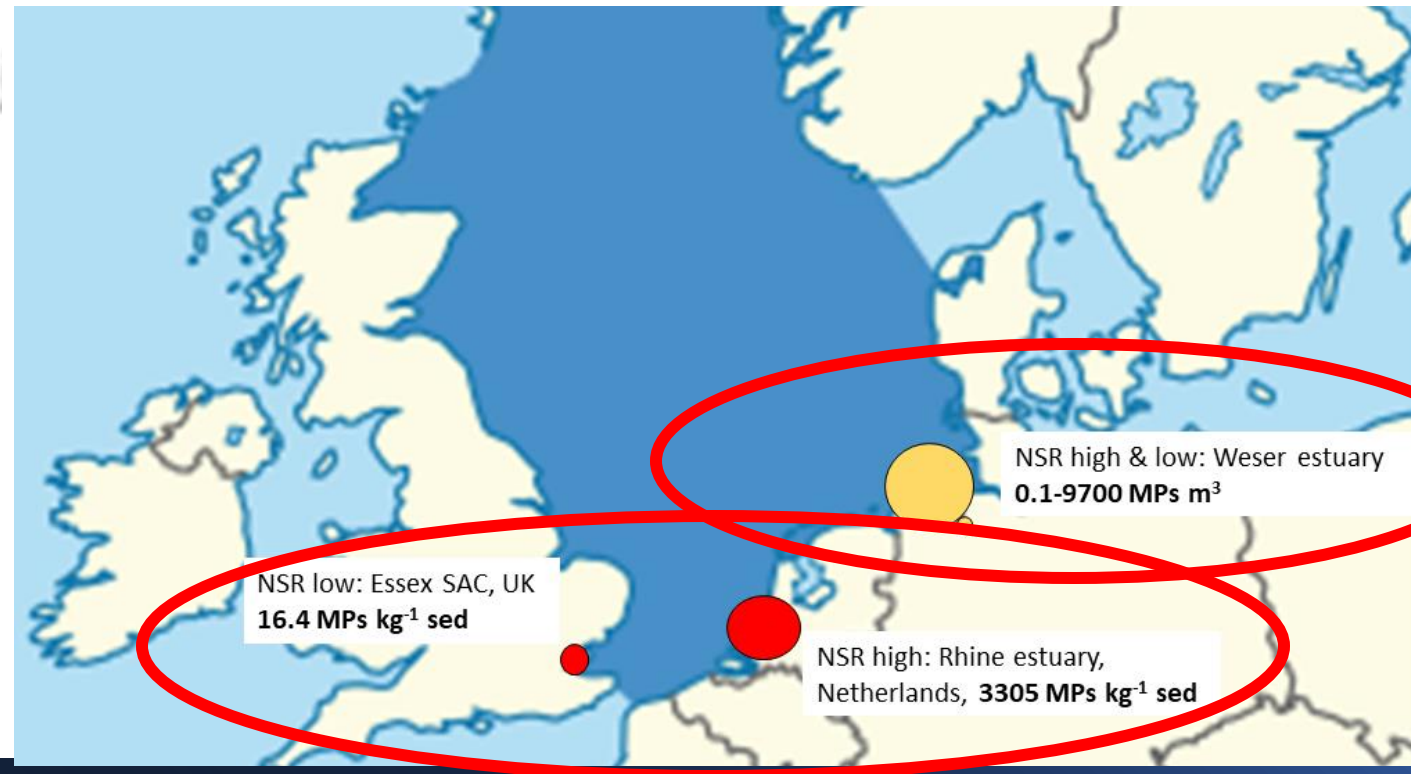 NSR high & low: Weser estuary
0.1-9700 MPs m³
NSR low: Essex SAC, UK
16.4 MPs kg⁻¹ sed
NSR high: Rhine estuary,
Netherlands, 3305 MPs kg⁻¹ sed